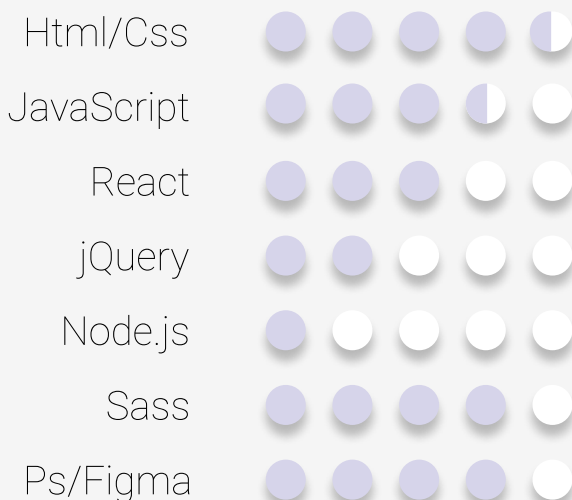 Html/Css
JavaScript
React
jQuery
Node.js
Sass
Ps/Figma